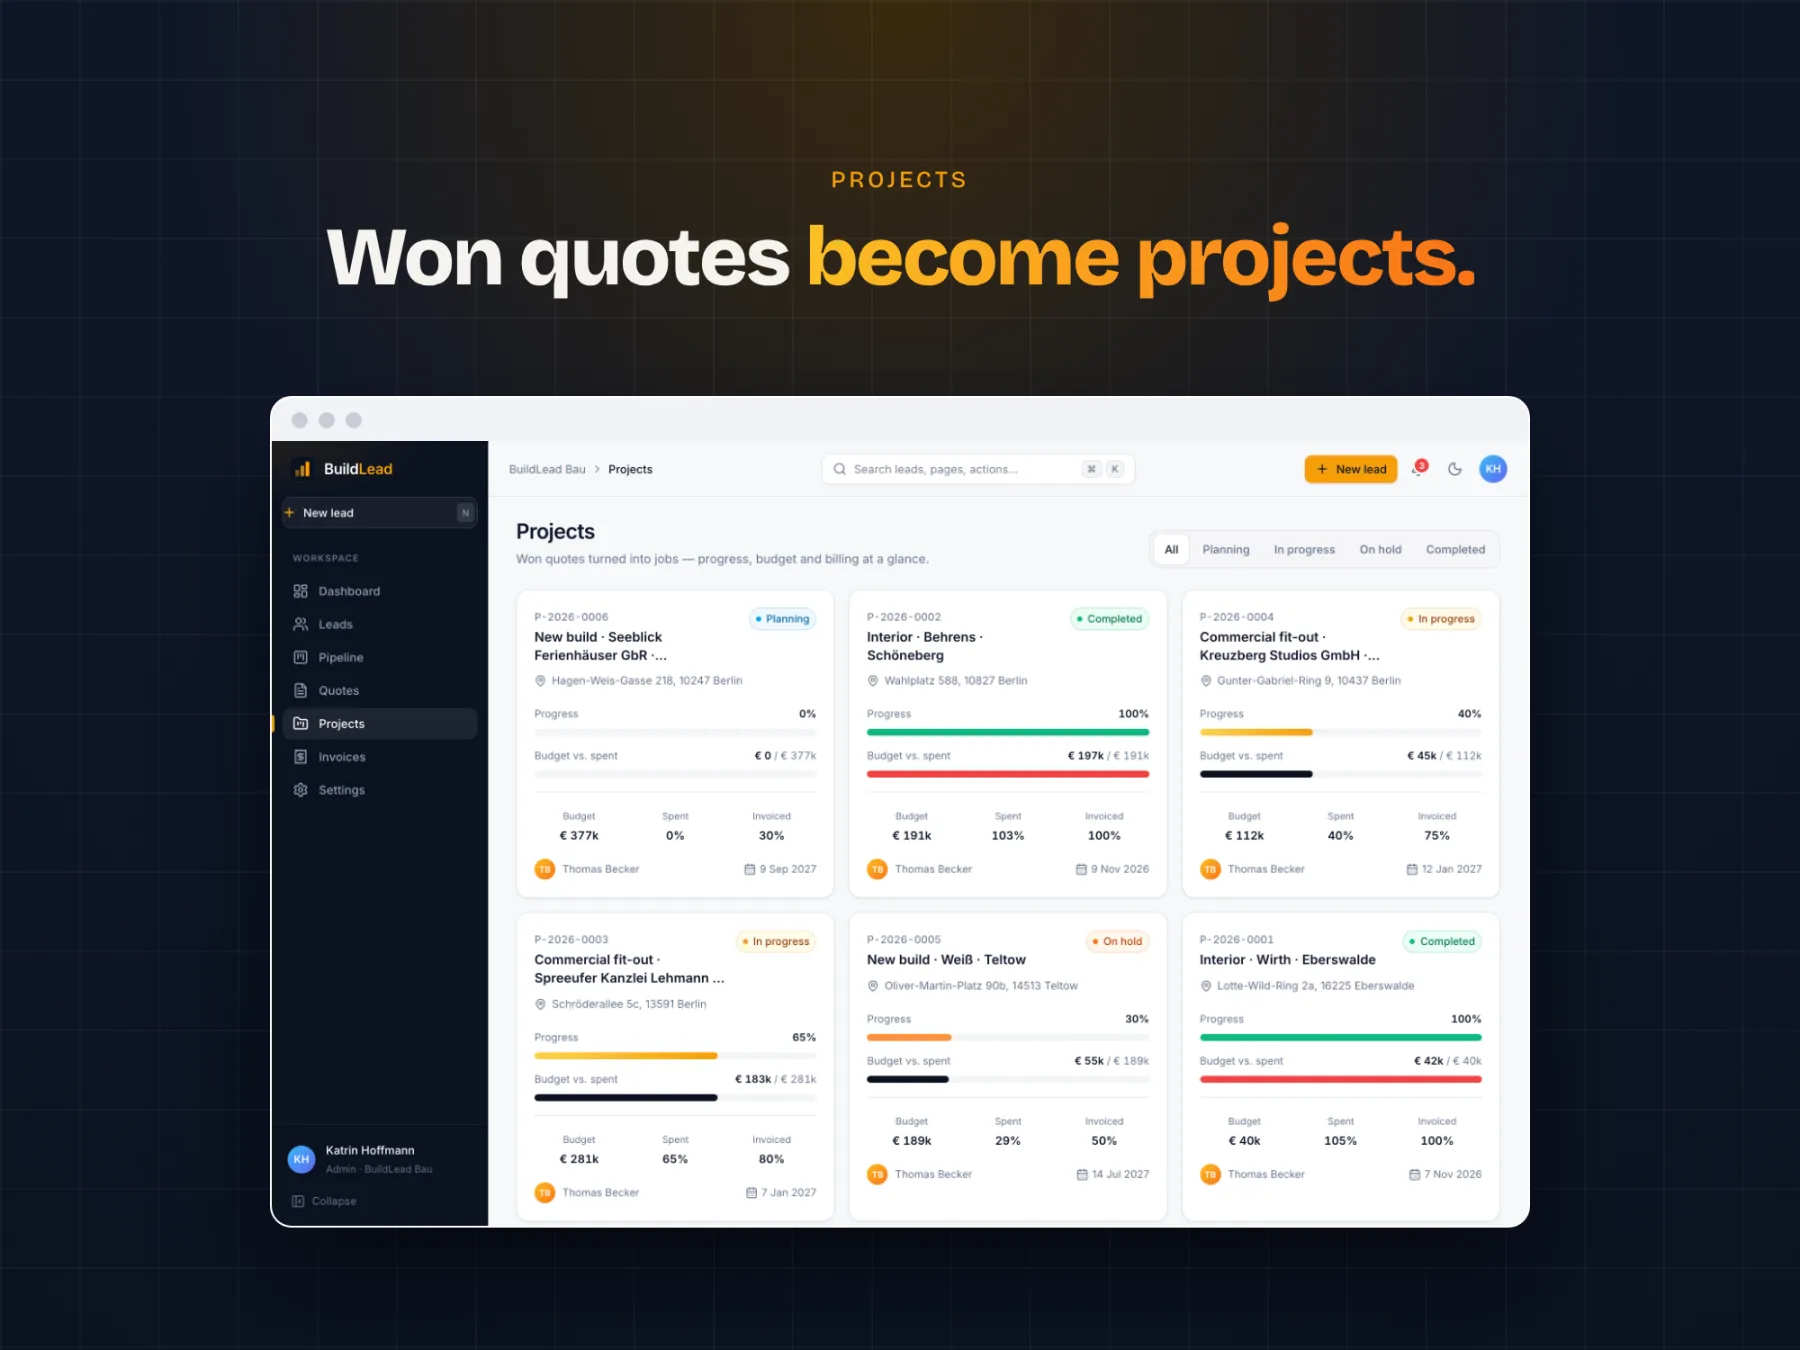 PROJECTS
Won quotes become projects.
BuildLead
New lead N
WORKSPACE
Dashboard
Leads
Pipeline
Quotes
Projects
Invoices
Settings
KH Katrin Hoffmann
Admin · BuildLead Bau
Collapse
BuildLead Bau > Projects
Search leads, pages, actions... ⌘ K
+ New lead
3
KH
Projects
Won quotes turned into jobs — progress, budget and billing at a glance.
All Planning In progress On hold Completed
P-2026-0006 Planning
New build · Seeblick
Ferienhäuser GbR ·...
Hagen-Weis-Gasse 218, 10247 Berlin
Progress 0%
Budget vs. spent € 0 / € 377k
Budget Spent Invoiced
€ 377k 0% 30%
TB Thomas Becker 9 Sep 2027
P-2026-0002 Completed
Interior · Behrens ·
Schöneberg
Wahlplatz 588, 10827 Berlin
Progress 100%
Budget vs. spent € 197k / € 191k
Budget Spent Invoiced
€ 191k 103% 100%
TB Thomas Becker 9 Nov 2026
P-2026-0004 In progress
Commercial fit-out ·
Kreuzberg Studios GmbH ·...
Gunter-Gabriel-Ring 9, 10437 Berlin
Progress 40%
Budget vs. spent € 45k / € 112k
Budget Spent Invoiced
€ 112k 40% 75%
TB Thomas Becker 12 Jan 2027
P-2026-0003 In progress
Commercial fit-out ·
Spreeufer Kanzlei Lehmann ...
Schröderallee 5c, 13591 Berlin
Progress 65%
Budget vs. spent € 183k / € 281k
Budget Spent Invoiced
€ 281k 65% 80%
TB Thomas Becker 7 Jan 2027
P-2026-0005 On hold
New build · Weiß · Teltow
Oliver-Martin-Platz 90b, 14513 Teltow
Progress 30%
Budget vs. spent € 55k / € 189k
Budget Spent Invoiced
€ 189k 29% 50%
TB Thomas Becker 14 Jul 2027
P-2026-0001 Completed
Interior · Wirth · Eberswalde
Lotte-Wild-Ring 2a, 16225 Eberswalde
Progress 100%
Budget vs. spent € 42k / € 40k
Budget Spent Invoiced
€ 40k 105% 100%
TB Thomas Becker 7 Nov 2026